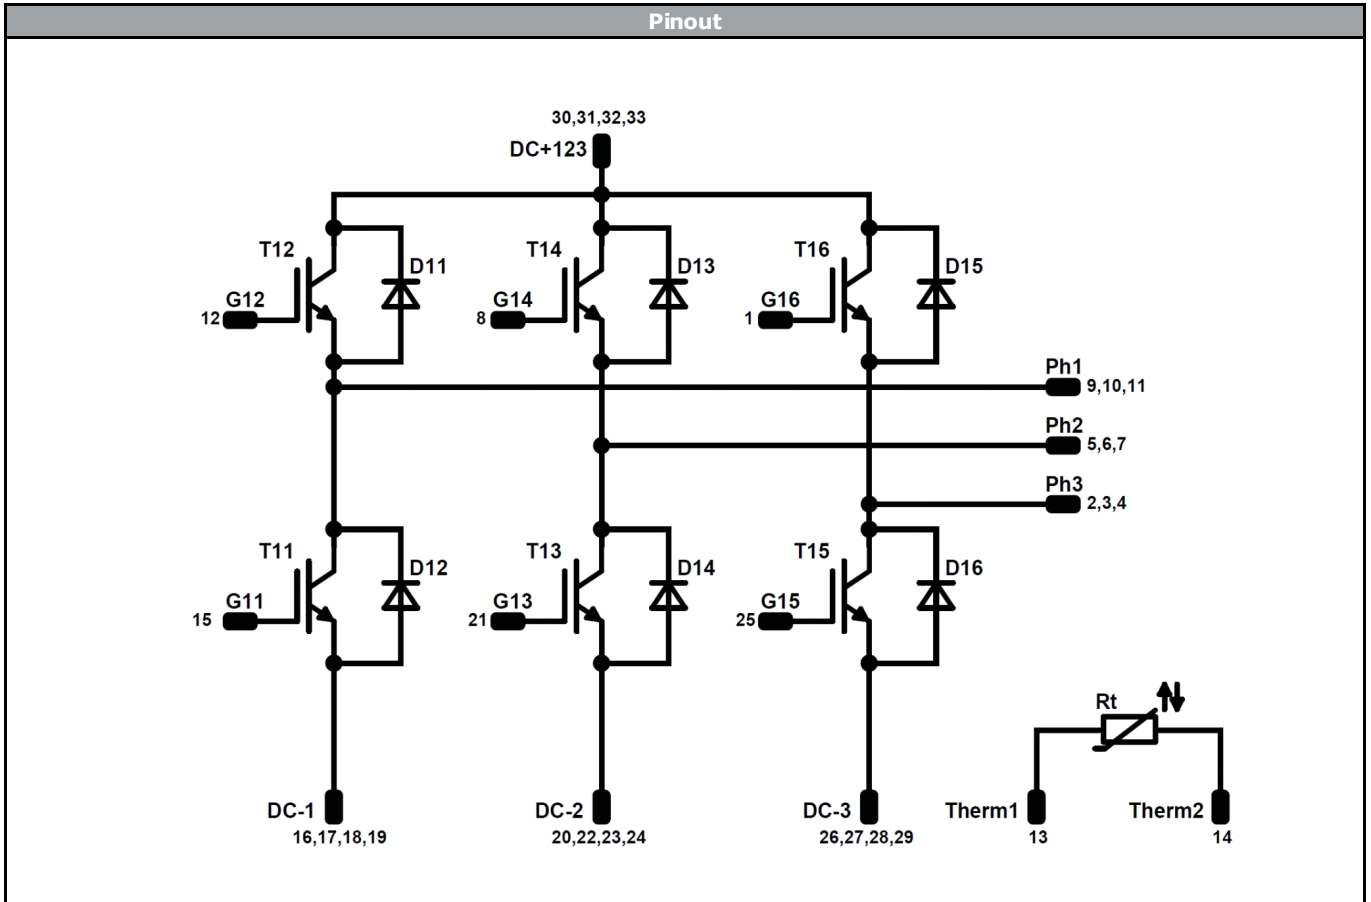 Pinout
30,31,32,33
DC+123
T12
T14
T16
D11
D13
D15
G12
G14
G16
12
8
1
Ph1
9,10,11
Ph2
5,6,7
Ph3
2,3,4
T11
T13
T15
D12
D14
D16
G11
G13
G15
15
21
25
Rt
DC-1
DC-2
DC-3
Therm1
Therm2
16,17,18,19
20,22,23,24
26,27,28,29
13
14